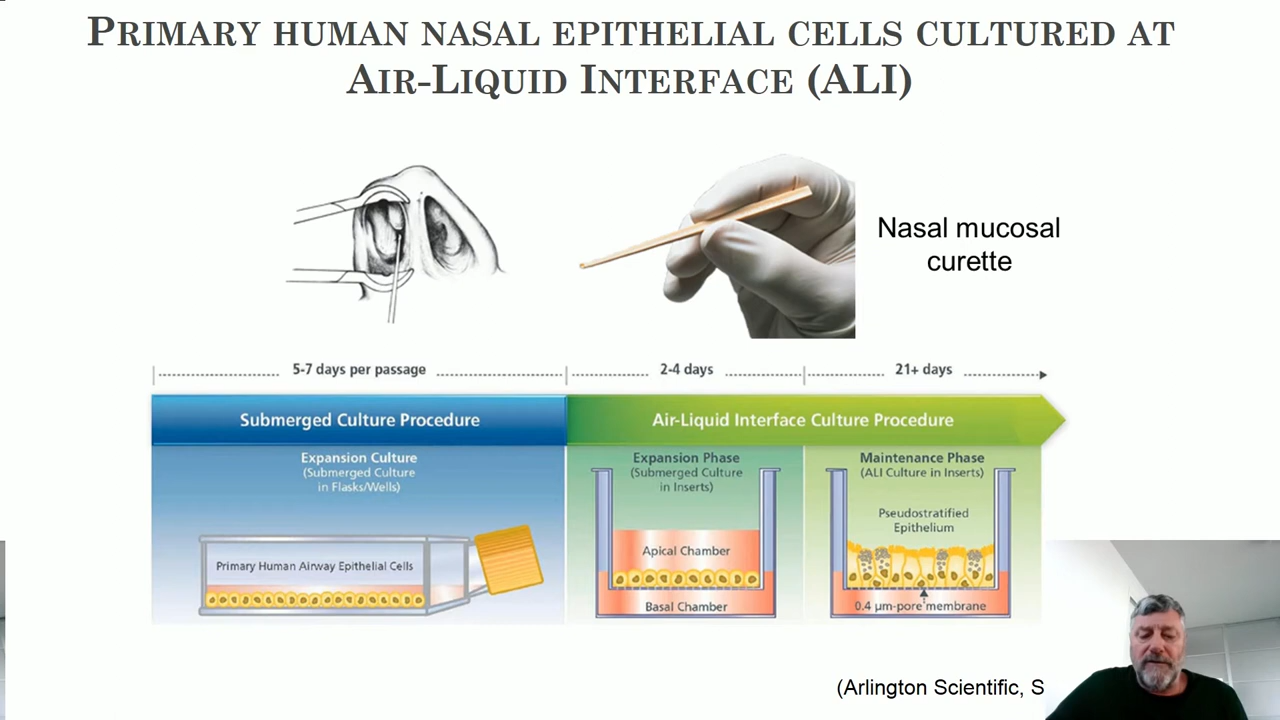 PRIMARY HUMAN NASAL EPITHELIAL CELLS CULTURED AT
AIR-LIQUID INTERFACE (ALI)
Nasal mucosal
curette
5-7 days per passage
2-4 days
21+ days
Submerged Culture Procedure
Air-Liquid Interface Culture Procedure
Expansion Culture
(Submerged Culture
in Flasks/Wells)
Expansion Phase
(Submerged Culture
in Inserts)
Maintenance Phase
(ALI Culture in Inserts)
Pseudostratified
Epithelium
Primary Human Airway Epithelial Cells
Apical Chamber
Basal Chamber
0.4 µm-pore membrane
(Arlington Scientific, S